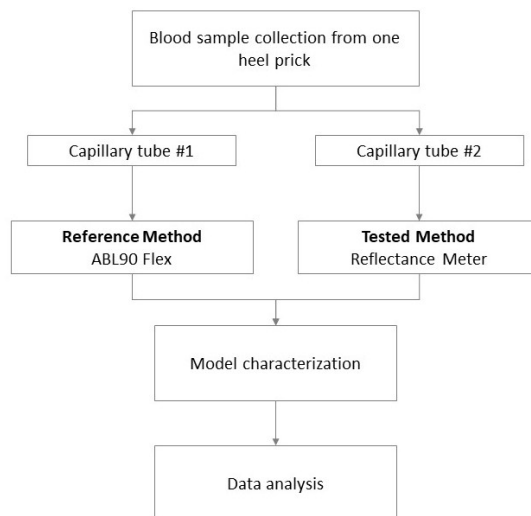 Blood sample collection from one
heel prick
Capillary tube #1
Capillary tube #2
Reference Method
ABL90 Flex
Tested Method
Reflectance Meter
Model characterization
Data analysis